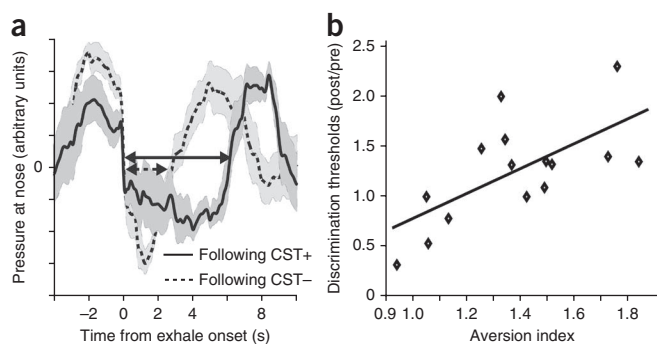 a
Pressure at nose (arbitrary units)
0
Following CST+
Following CST–
–2 0 2 4 6 8
Time from exhale onset (s)
b
Discrimination thresholds (post/pre)
2.5
2.0
1.5
1.0
0.5
0
0.9 1.0 1.2 1.4 1.6 1.8
Aversion index